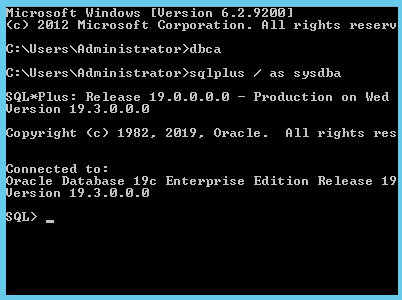 Microsoft Windows [Version 6.2.9200]
(c) 2012 Microsoft Corporation. All rights reserv
C:\Users\Administrator>dbca
C:\Users\Administrator>sqlplus / as sysdba
SQL*Plus: Release 19.0.0.0.0 - Production on Wed
Version 19.3.0.0.0
Copyright (c) 1982, 2019, Oracle.  All rights res
Connected to:
Oracle Database 19c Enterprise Edition Release 19
Version 19.3.0.0.0
SQL> _